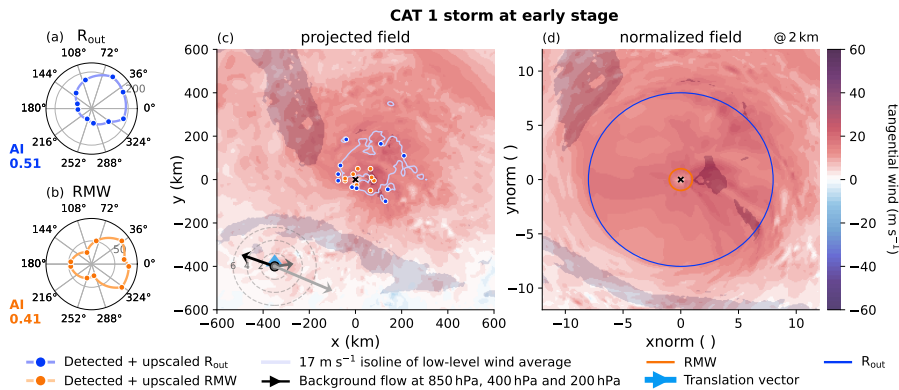 CAT 1 storm at early stage
(a) R_out
108° 72°
144° 36°
200
180° 0°
216° 324°
AI
0.51
252° 288°
(b) RMW
108° 72°
144° 36°
50
180° 0°
216° 324°
AI
0.41
252° 288°
(c) projected field
600
400
200
0
−200
−400
−600
y (km)
6 2
−600 −400 −200 0 200 400 600
x (km)
(d) normalized field @ 2 km
10
5
0
−5
−10
ynorm ( )
−10 −5 0 5 10
xnorm ( )
60
40
20
0
−20
−40
−60
tangential wind (m s⁻¹)
Detected + upscaled R_out
Detected + upscaled RMW
17 m s⁻¹ isoline of low-level wind average
Background flow at 850 hPa, 400 hPa and 200 hPa
RMW
Translation vector
R_out